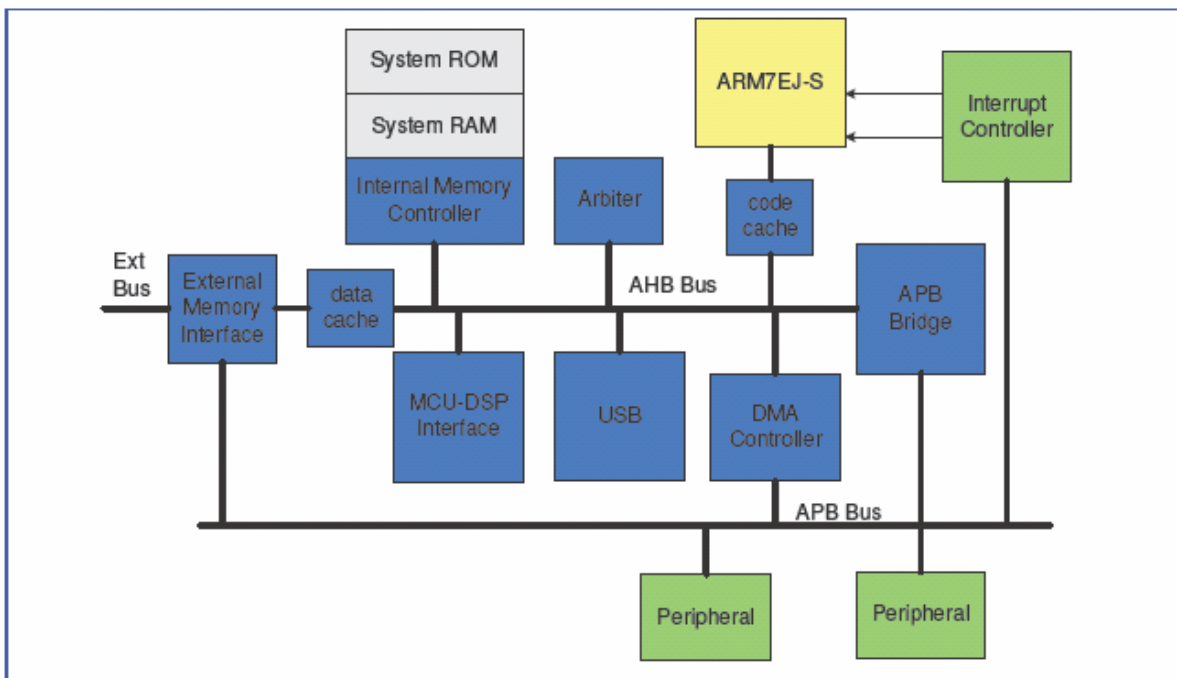 System ROM
System RAM
Internal Memory
Controller
Arbiter
ARM7EJ-S
code
cache
Interrupt
Controller
Ext
Bus
External
Memory
Interface
data
cache
AHB Bus
APB
Bridge
MCU-DSP
Interface
USB
DMA
Controller
APB Bus
Peripheral
Peripheral